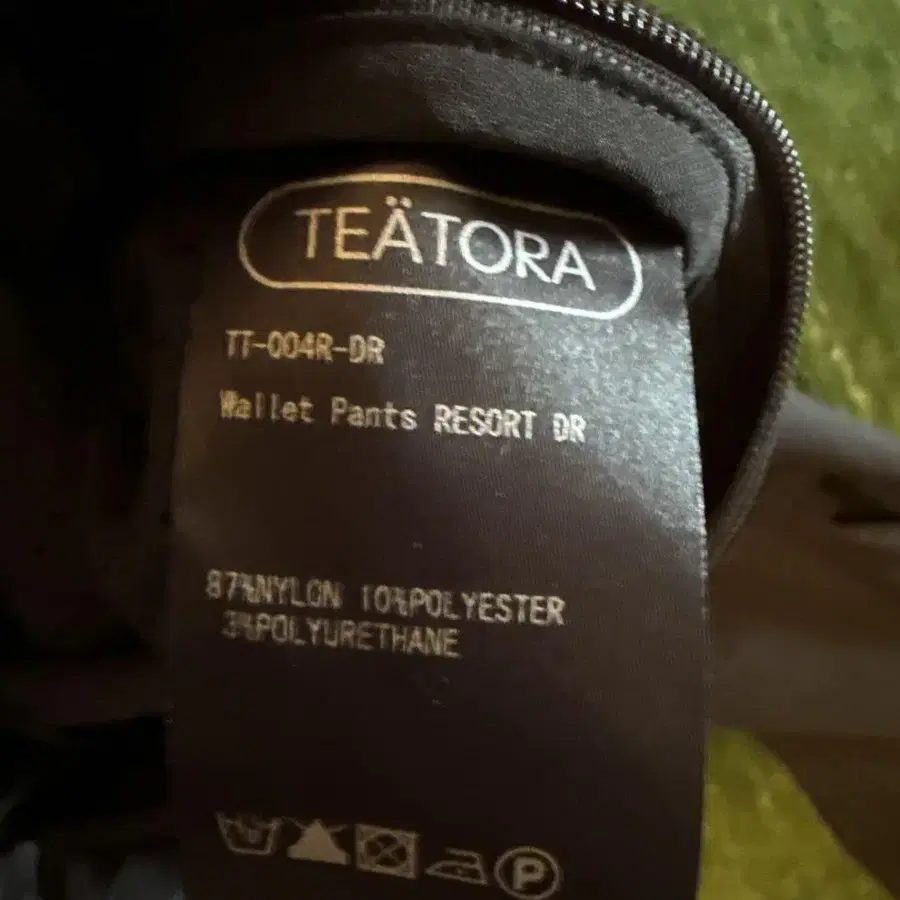 TEÄTORA
TT-004R-DR
Wallet Pants RESORT DR
87%NYLON 10%POLYESTER
3%POLYURETHANE
P